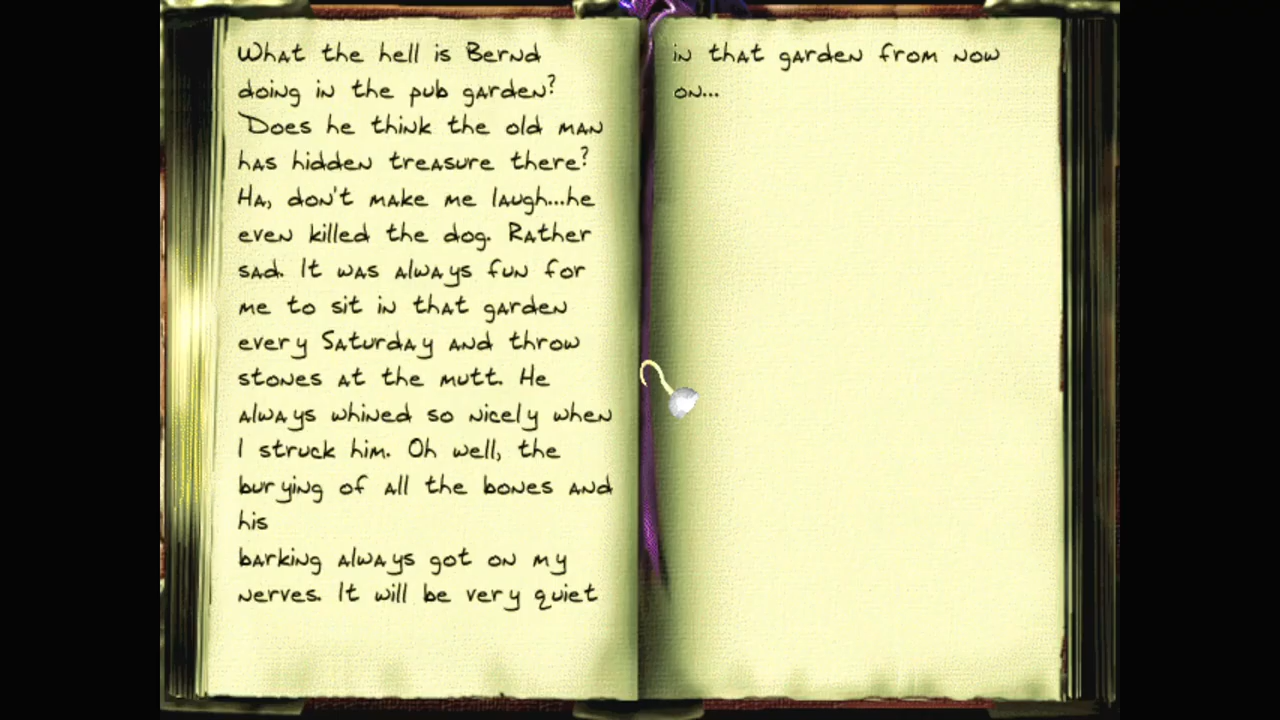 What the hell is Bernd
doing in the pub garden?
Does he think the old man
has hidden treasure there?
Ha, don't make me laugh...he
even killed the dog. Rather
sad. It was always fun for
me to sit in that garden
every Saturday and throw
stones at the mutt. He
always whined so nicely when
I struck him. Oh well, the
burying of all the bones and
his
barking always got on my
nerves. It will be very quiet
in that garden from now
on...